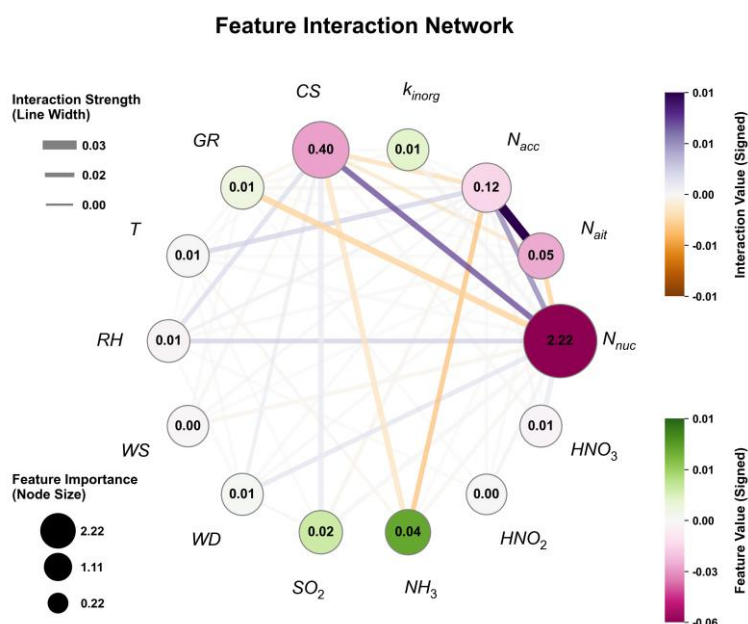 Feature Interaction Network
Interaction Strength
(Line Width)
0.03
0.02
0.00
CS
k_inorg
N_acc
N_ait
N_nuc
HNO₃
HNO₂
NH₃
SO₂
WD
WS
RH
T
GR
0.40
0.01
0.12
0.05
2.22
0.01
0.00
0.04
0.02
0.01
0.00
0.01
0.01
0.01
Feature Importance
(Node Size)
2.22
1.11
0.22
0.01
0.01
0.00
-0.01
-0.01
Interaction Value (Signed)
0.01
0.01
0.00
-0.03
-0.06
Feature Value (Signed)